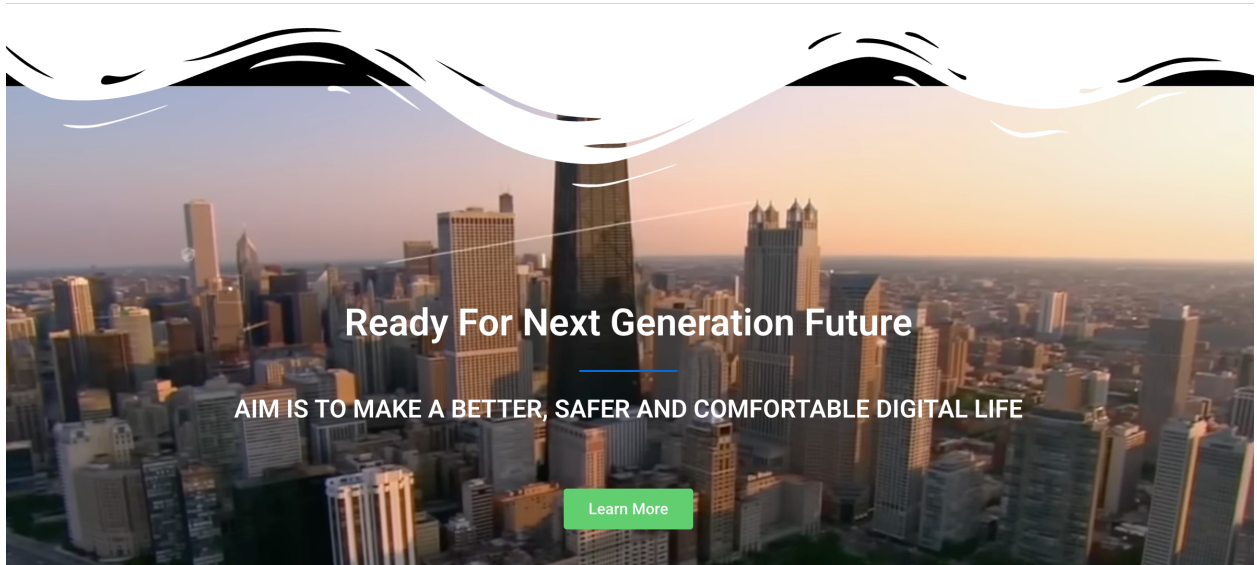 Ready For Next Generation Future
AIM IS TO MAKE A BETTER, SAFER AND COMFORTABLE DIGITAL LIFE
Learn More